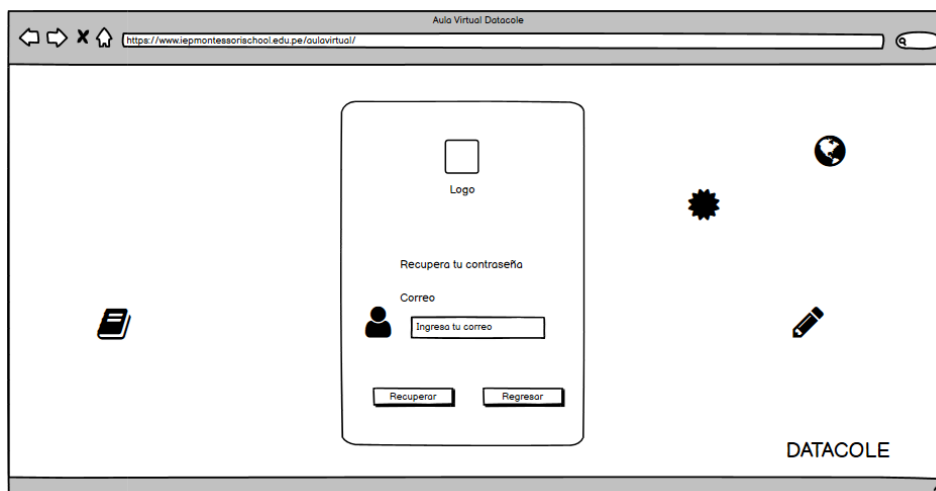 Aula Virtual Datacole
https://www.iepmontessorischool.edu.pe/aulavirtual/
Logo
Recupera tu contraseña
Correo
Ingresa tu correo
Recuperar
Regresar
DATACOLE